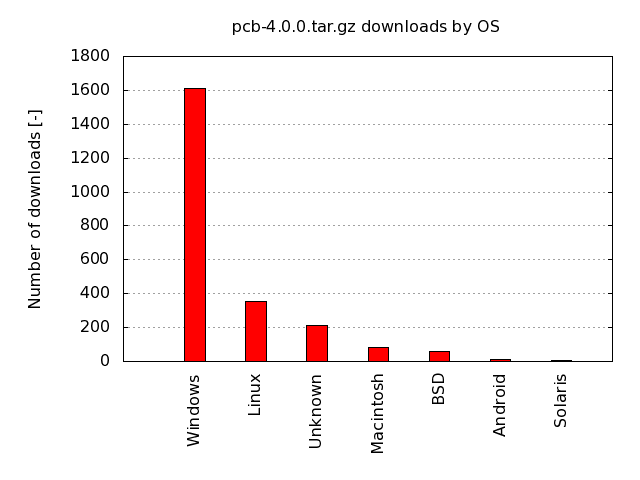 pcb-4.0.0.tar.gz downloads by OS
Number of downloads [-]
1800
1600
1400
1200
1000
800
600
400
200
0
Windows
Linux
Unknown
Macintosh
BSD
Android
Solaris